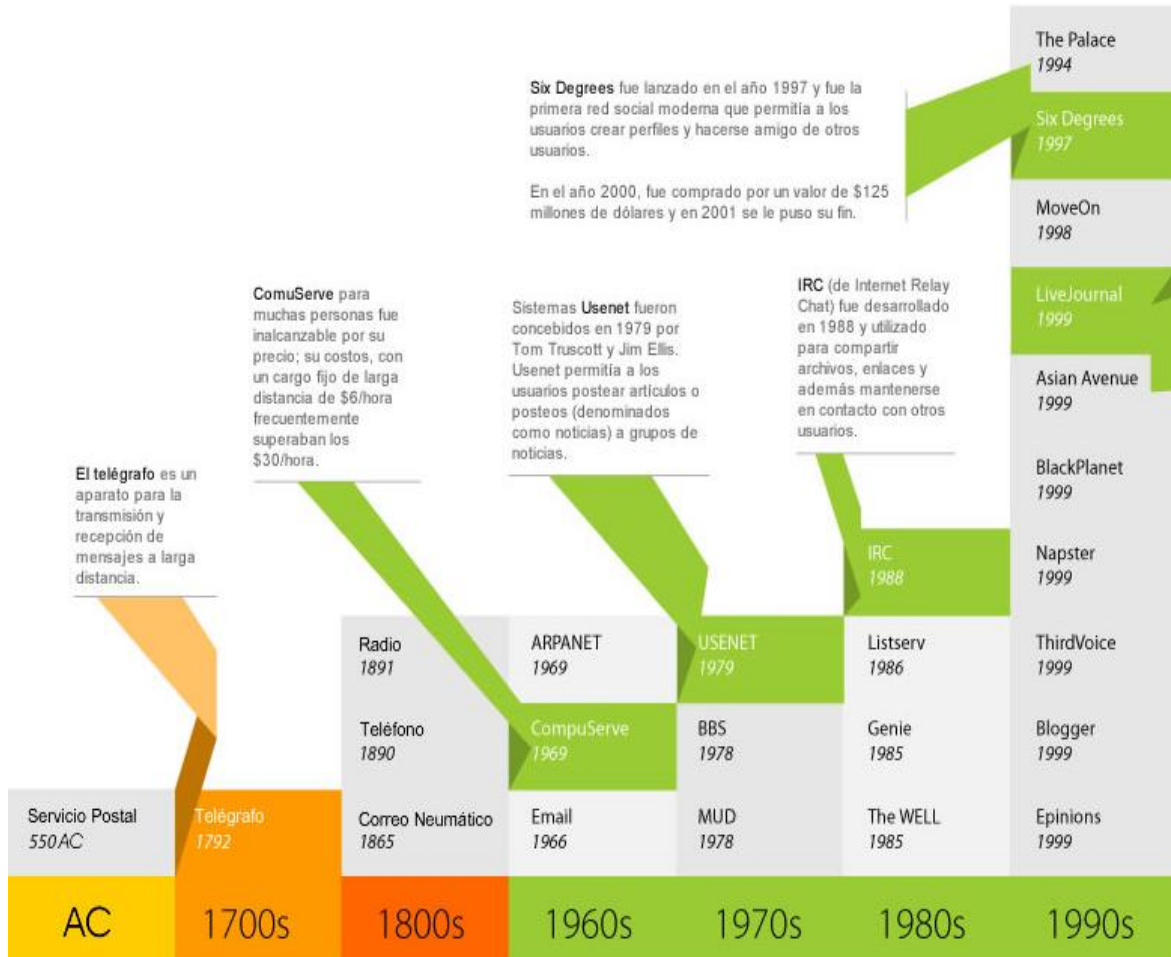 The Palace
1994
Six Degrees fue lanzado en el año 1997 y fue la
primera red social moderna que permitía a los
usuarios crear perfiles y hacerse amigo de otros
usuarios.
En el año 2000, fue comprado por un valor de $125
millones de dólares y en 2001 se le puso su fin.
Six Degrees
1997
MoveOn
1998
ComuServe para
muchas personas fue
inalcanzable por su
precio; su costos, con
un cargo fijo de larga
distancia de $6/hora
frecuentemente
superaban los
$30/hora.
Sistemas Usenet fueron
concebidos en 1979 por
Tom Truscott y Jim Ellis.
Usenet permitía a los
usuarios postear artículos o
posteos (denominados
como noticias) a grupos de
noticias.
IRC (de Internet Relay
Chat) fue desarrollado
en 1988 y utilizado
para compartir
archivos, enlaces y
además mantenerse
en contacto con otros
usuarios.
LiveJournal
1999
Asian Avenue
1999
BlackPlanet
1999
El telégrafo es un
aparato para la
transmisión y
recepción de
mensajes a larga
distancia.
IRC
1988
Napster
1999
Radio
1891
ARPANET
1969
USENET
1979
Listserv
1986
ThirdVoice
1999
Teléfono
1890
CompuServe
1969
BBS
1978
Genie
1985
Blogger
1999
Servicio Postal
550AC
Telégrafo
1792
Correo Neumático
1865
Email
1966
MUD
1978
The WELL
1985
Epinions
1999
AC
1700s
1800s
1960s
1970s
1980s
1990s